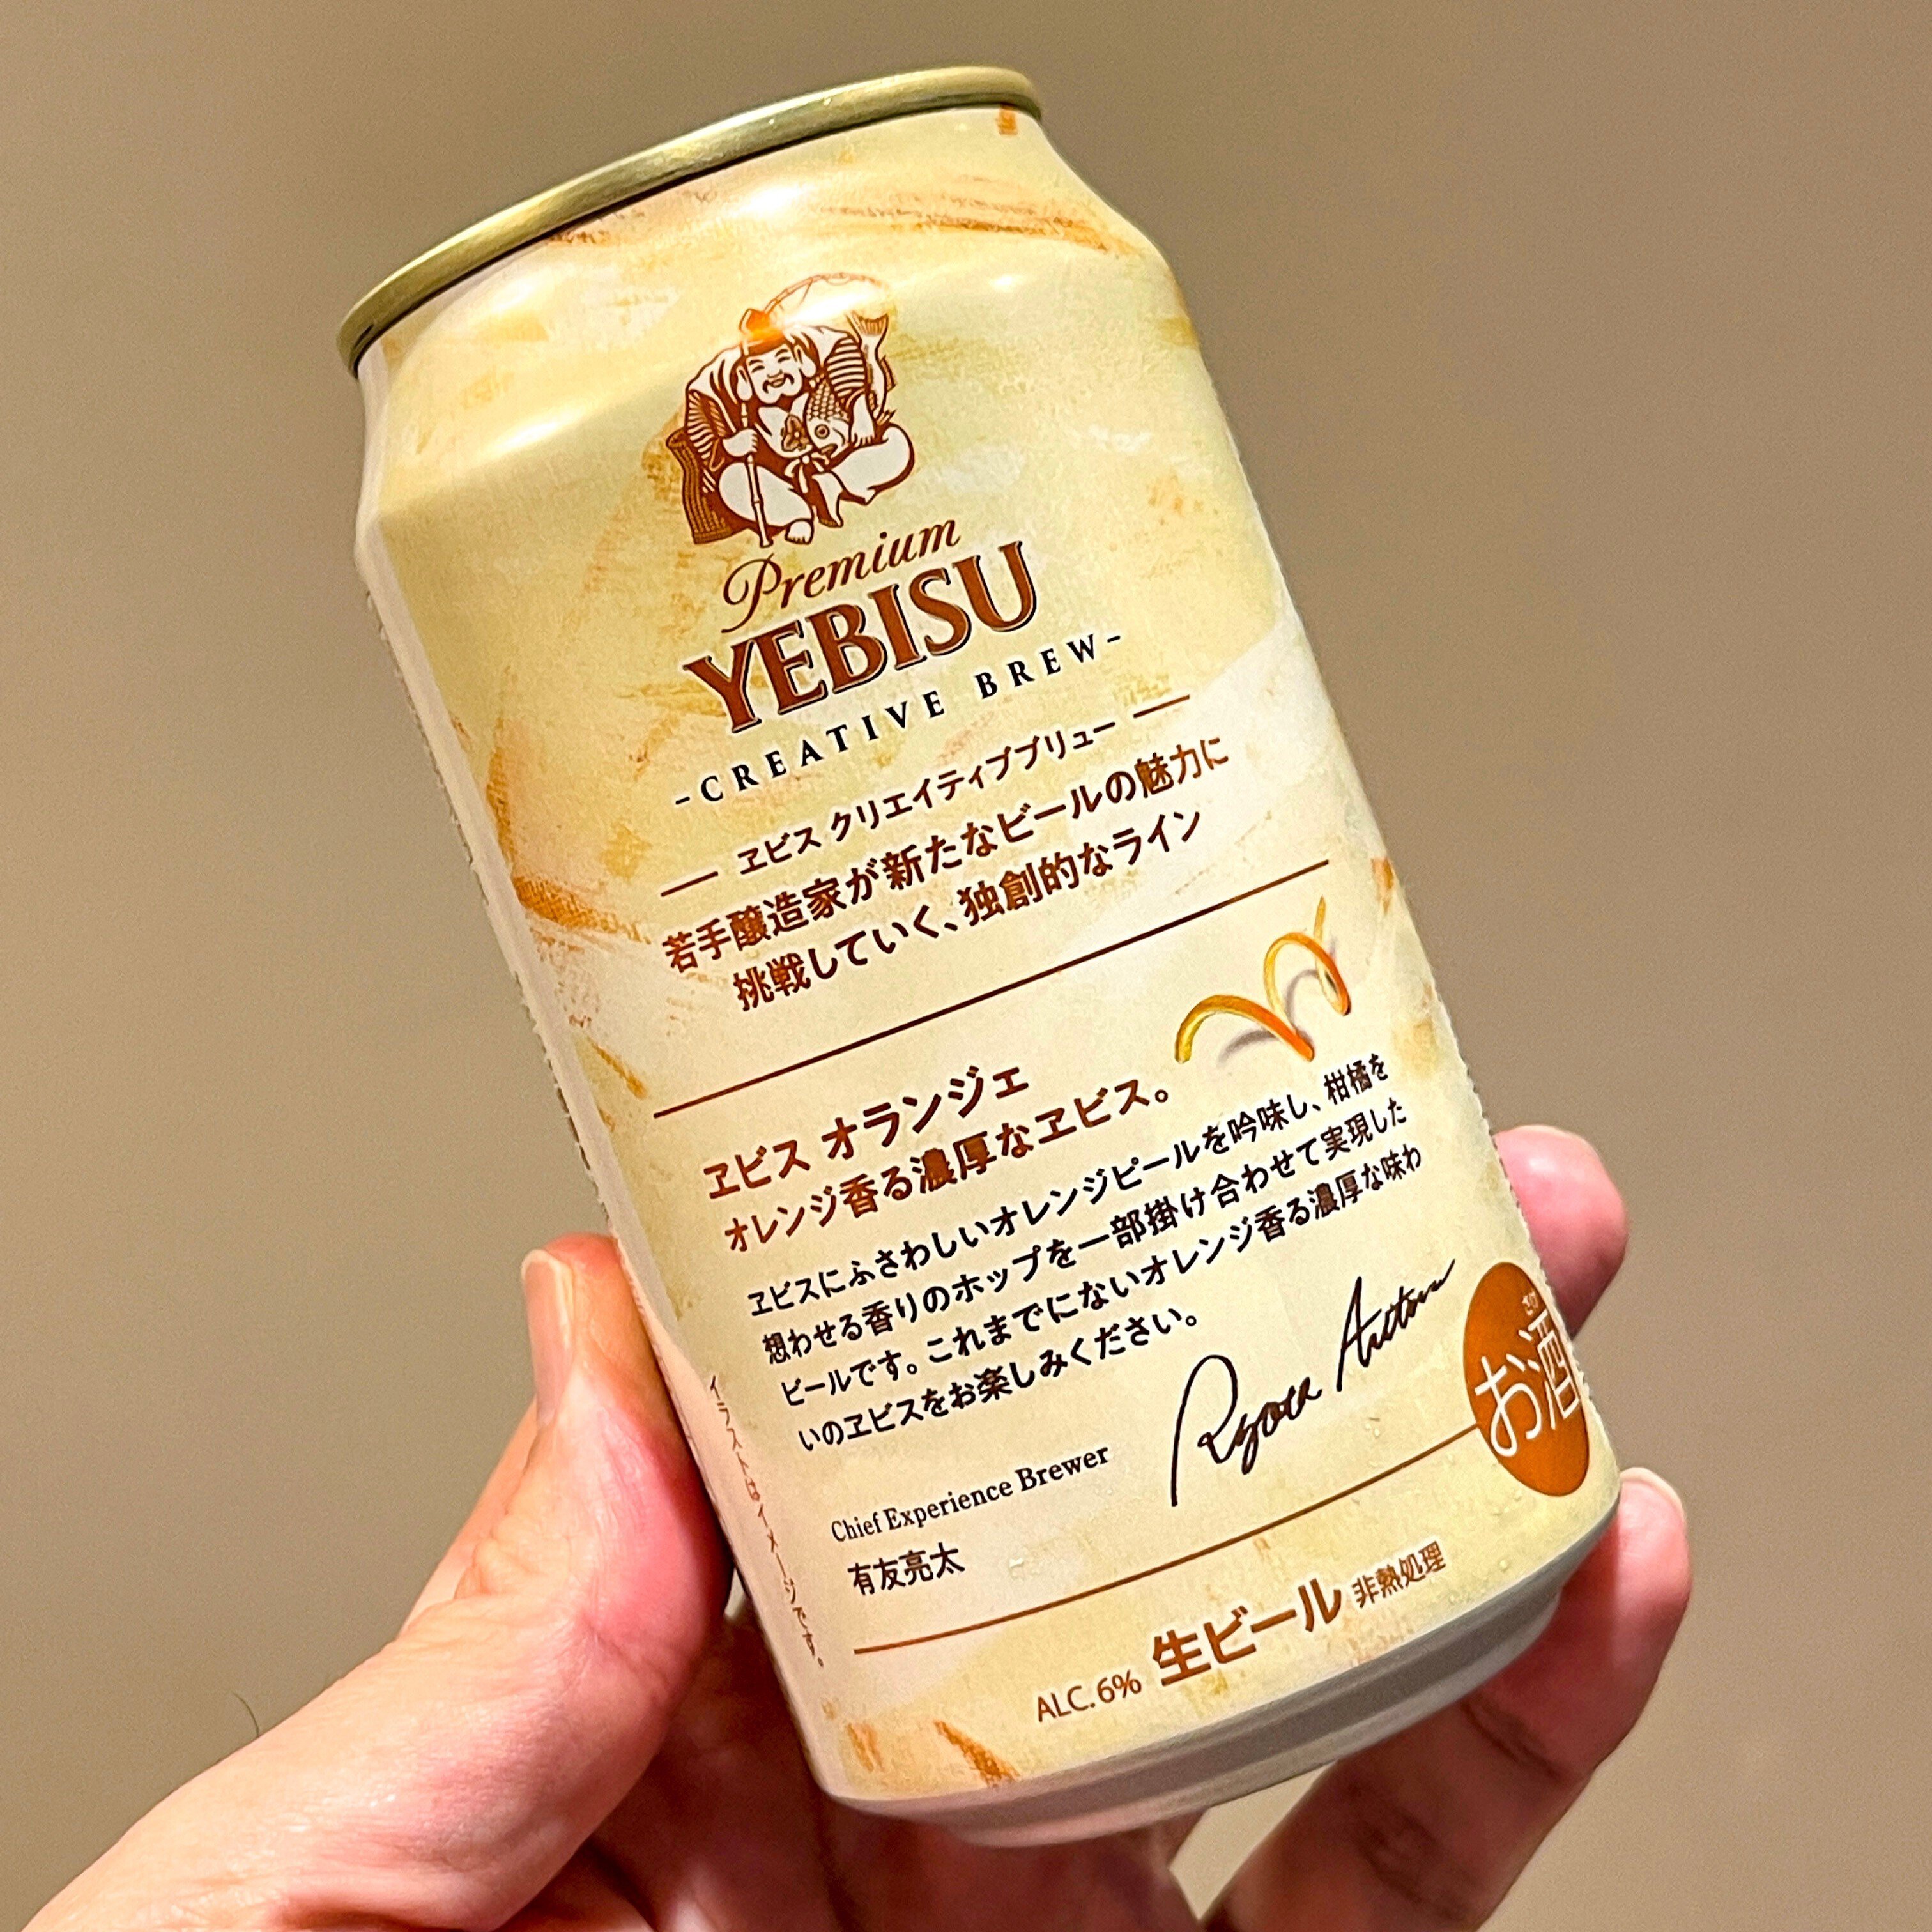 Premium
YEBISU
-CREATIVE BREW-
ヱビス クリエイティブブリュー
若手醸造家が新たなビールの魅力に
挑戦していく、独創的なライン
ヱビス オランジェ
オレンジ香る濃厚なヱビス。
ヱビスにふさわしいオレンジピールを吟味し、柑橘を
想わせる香りのホップを一部掛け合わせて実現した
ビールです。これまでにないオレンジ香る濃厚な味わ
いのヱビスをお楽しみください。
Ryota Aritomo
Chief Experience Brewer
有友亮太
お酒
イラストはイメージです。
ALC.6% 生ビール 非熱処理